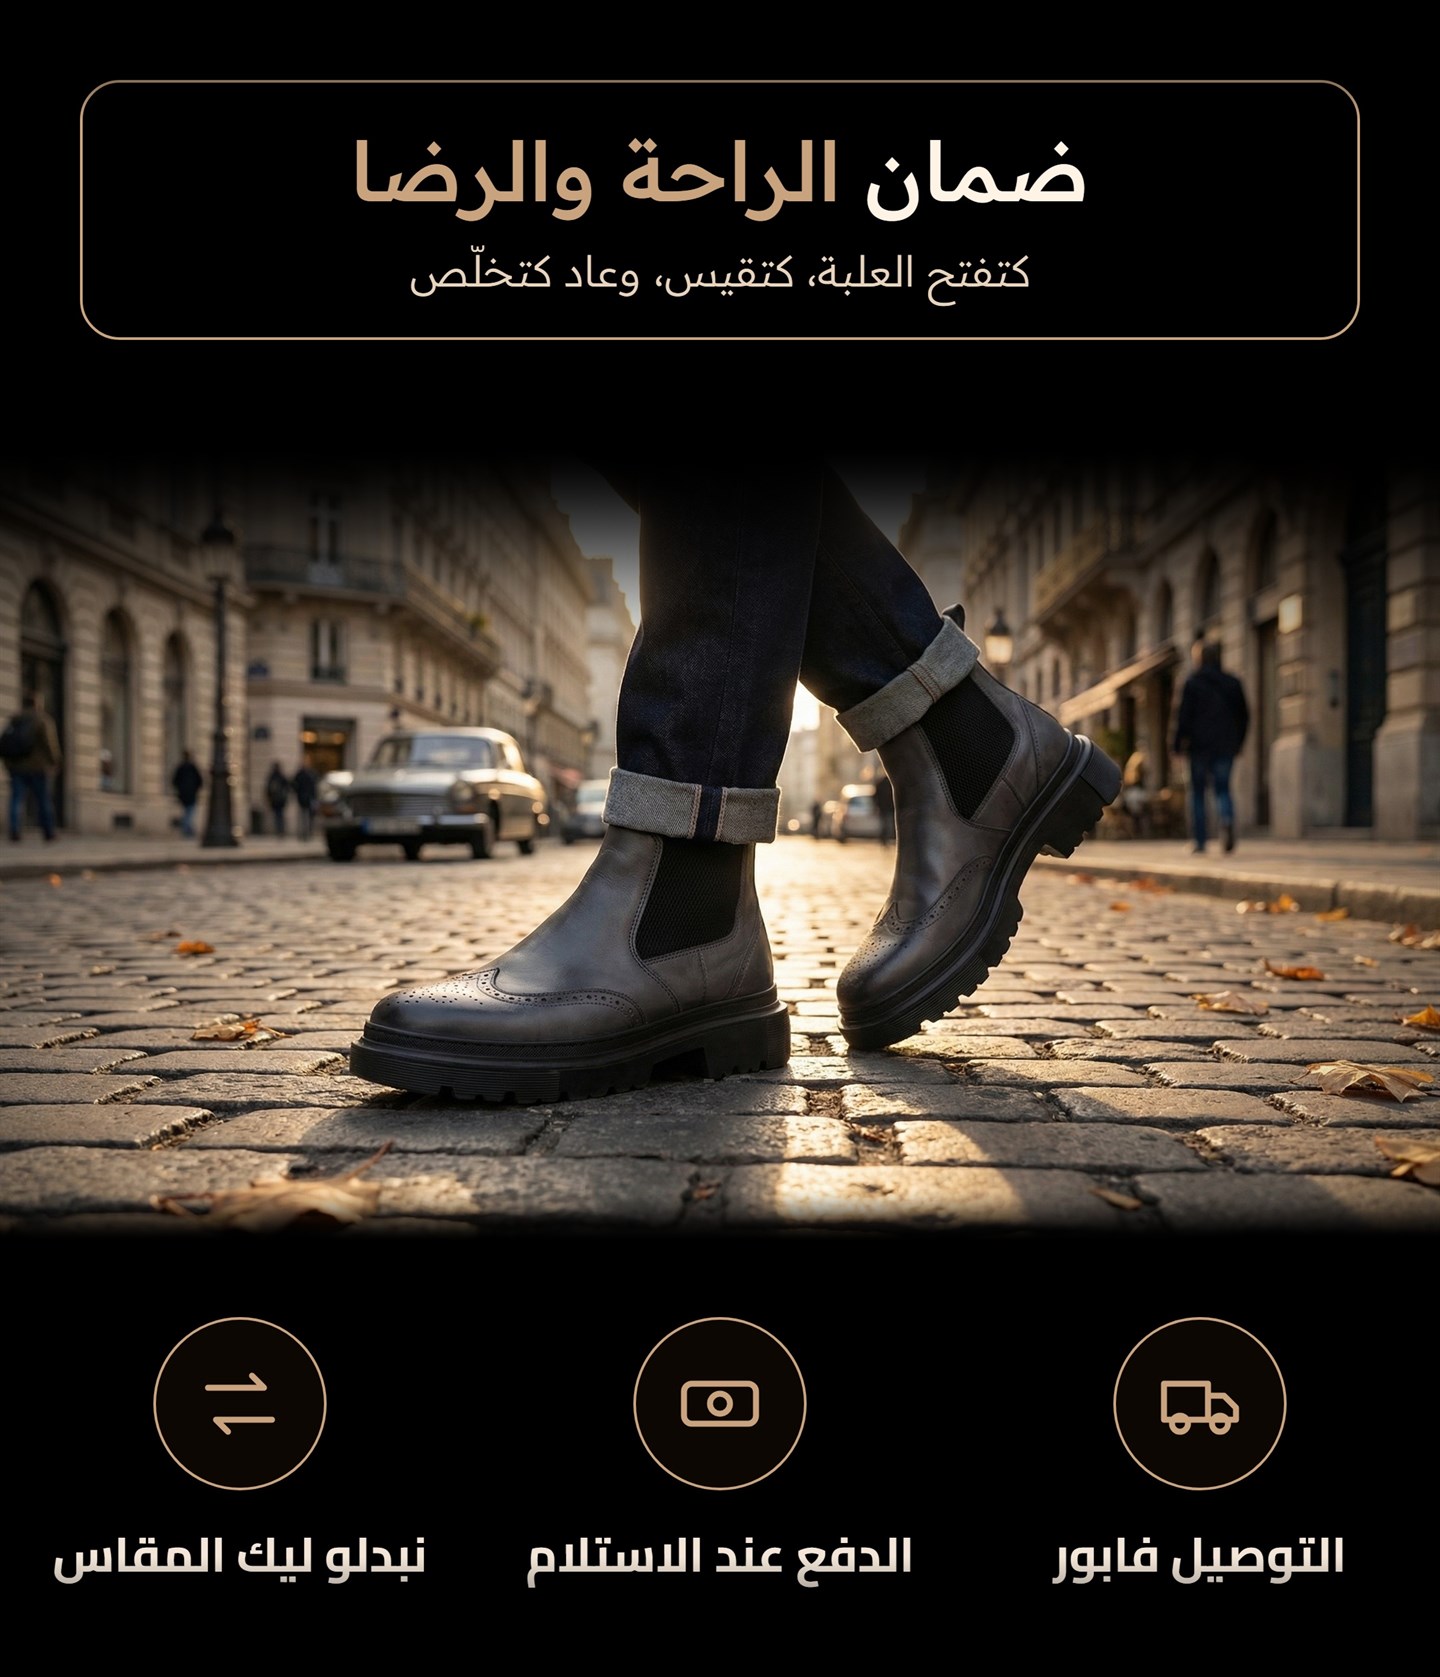 ضمان الراحة والرضا
كتفتح العلبة، كتقيس، وعاد كتخلّص
التوصيل فابور
الدفع عند الاستلام
نبدلو ليك المقاس